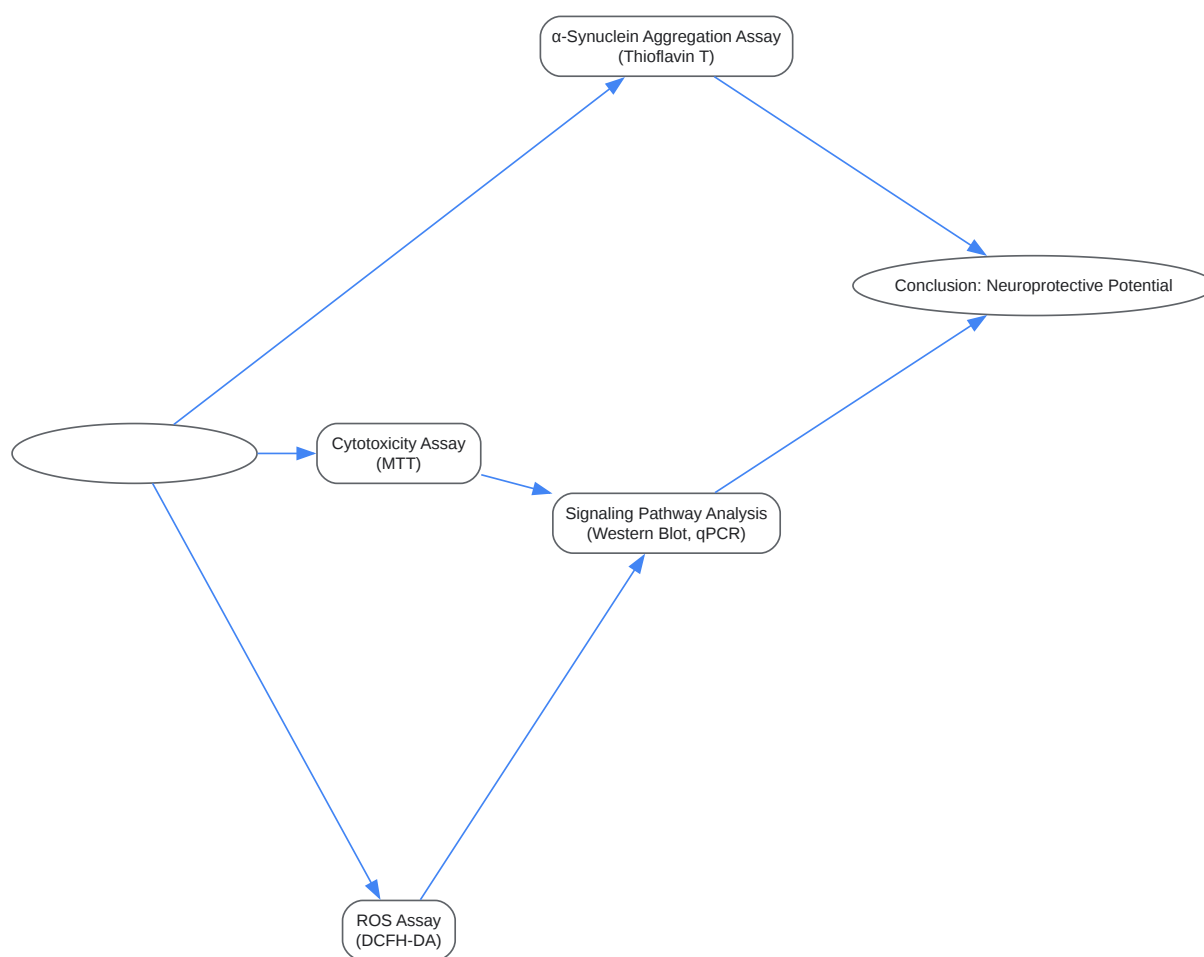 α-Synuclein Aggregation Assay
(Thioflavin T)
Conclusion: Neuroprotective Potential
Cytotoxicity Assay
(MTT)
Signaling Pathway Analysis
(Western Blot, qPCR)
ROS Assay
(DCFH-DA)